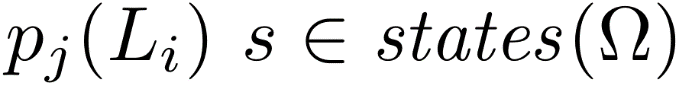 p_j(L_i) s ∈ states(Ω)